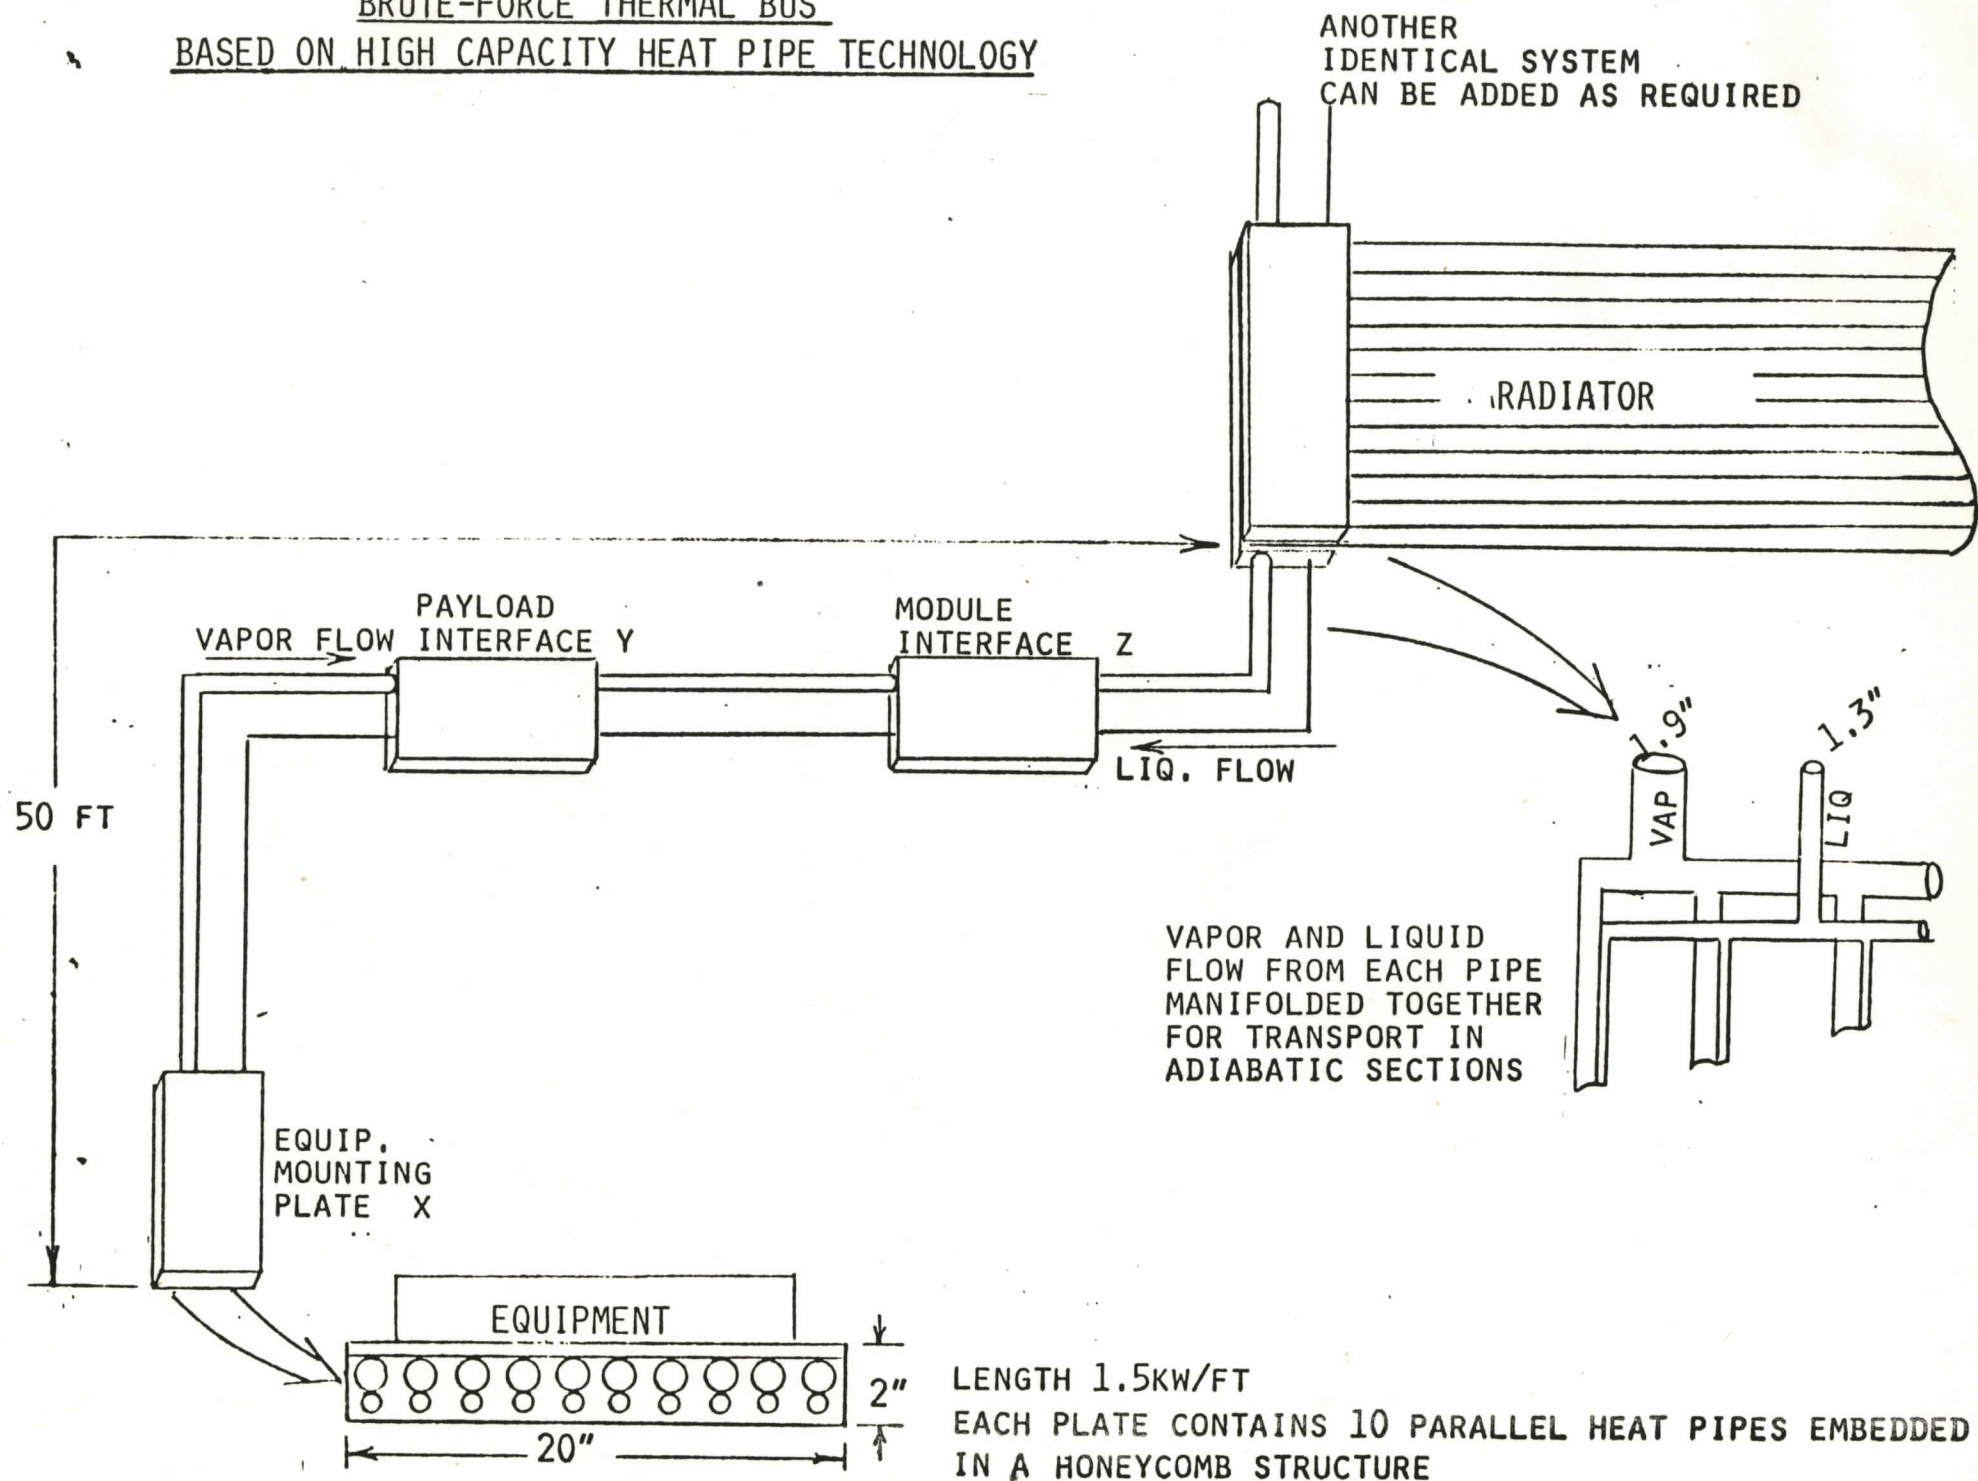 BRUTE-FORCE THERMAL BUS
BASED ON HIGH CAPACITY HEAT PIPE TECHNOLOGY
ANOTHER
IDENTICAL SYSTEM
CAN BE ADDED AS REQUIRED
RADIATOR
PAYLOAD
INTERFACE Y
VAPOR FLOW
MODULE
INTERFACE Z
LIQ. FLOW
50 FT
1.9"
1.3"
VAP
LIQ
VAPOR AND LIQUID
FLOW FROM EACH PIPE
MANIFOLDED TOGETHER
FOR TRANSPORT IN
ADIABATIC SECTIONS
EQUIP.
MOUNTING
PLATE X
EQUIPMENT
2"
20"
LENGTH 1.5KW/FT
EACH PLATE CONTAINS 10 PARALLEL HEAT PIPES EMBEDDED
IN A HONEYCOMB STRUCTURE